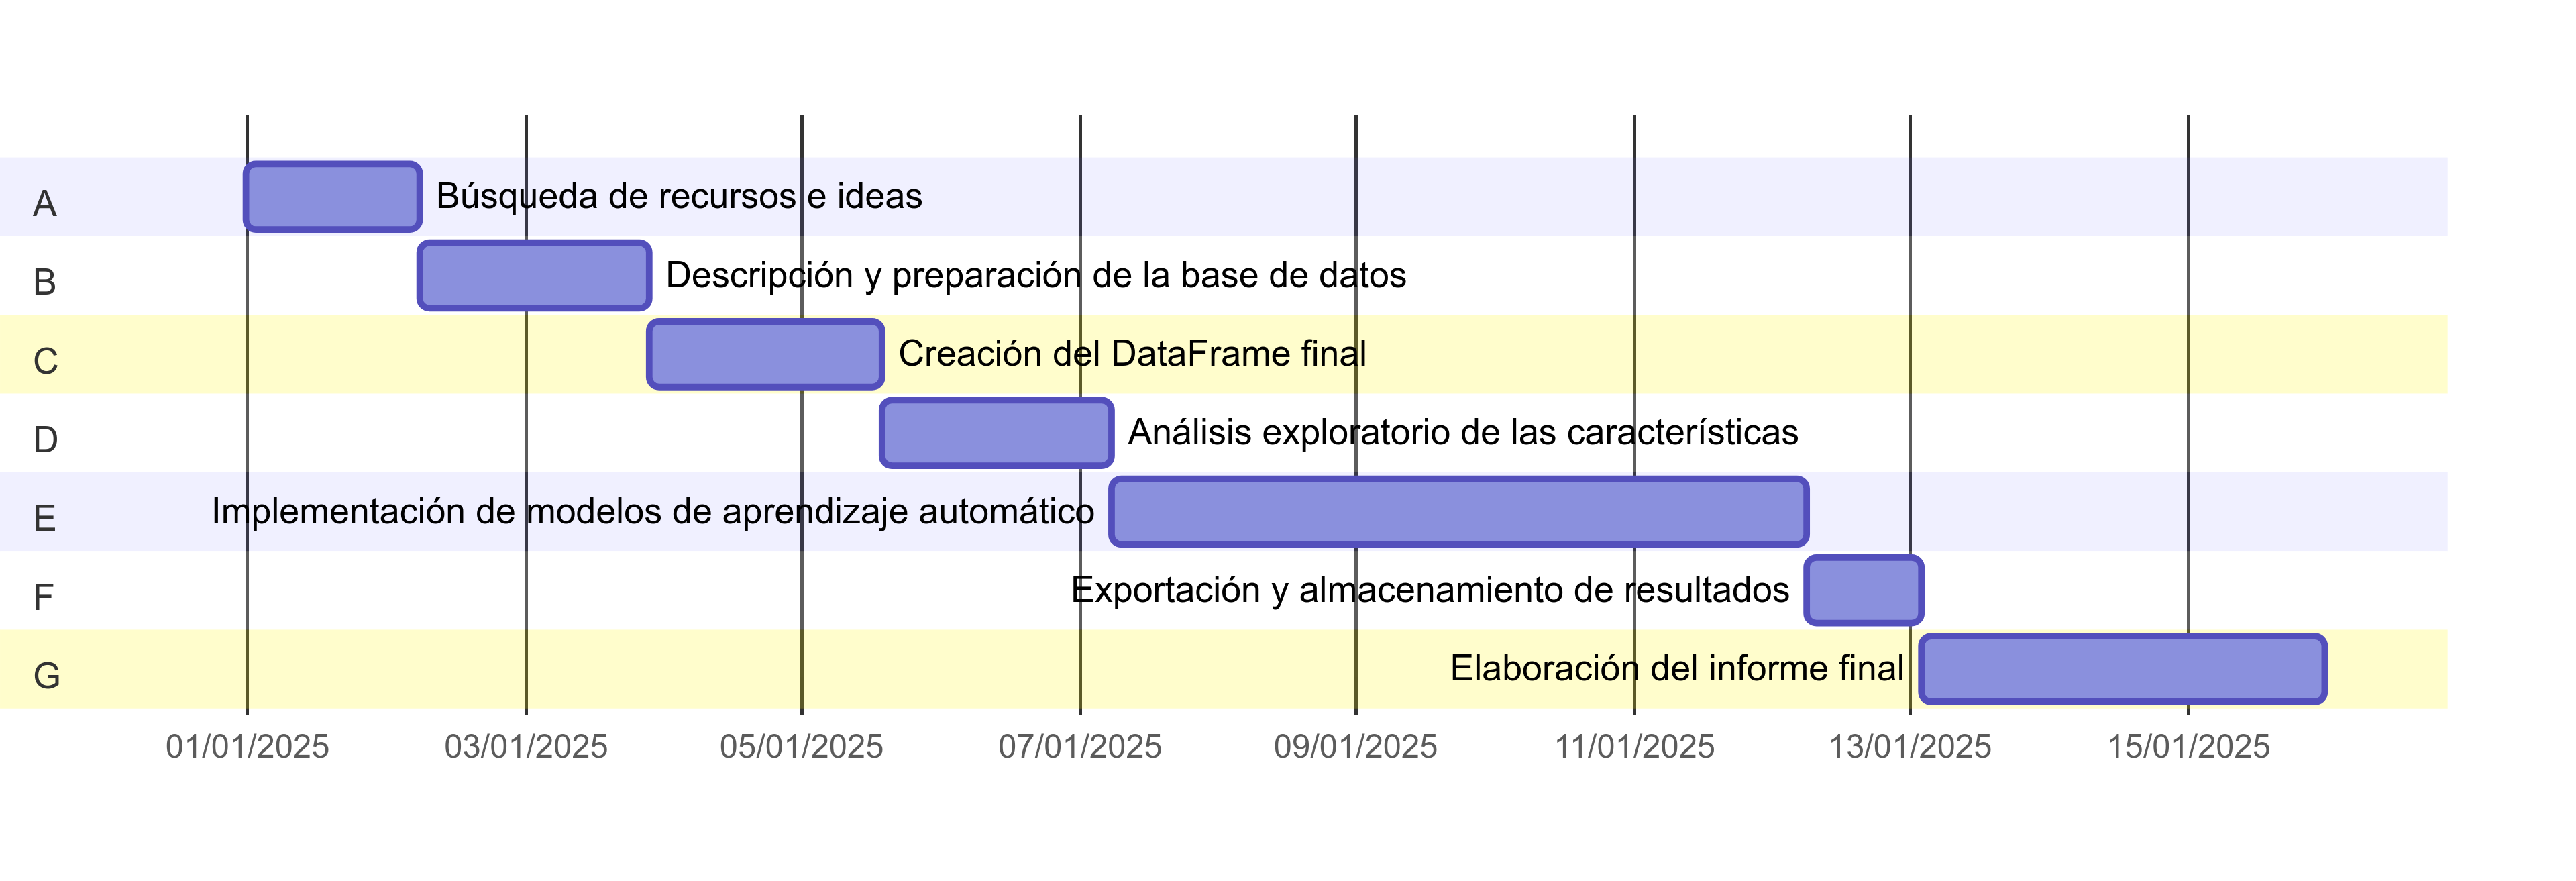 A
Búsqueda de recursos e ideas
B
Descripción y preparación de la base de datos
C
Creación del DataFrame final
D
Análisis exploratorio de las características
E
Implementación de modelos de aprendizaje automático
F
Exportación y almacenamiento de resultados
G
Elaboración del informe final
01/01/2025 03/01/2025 05/01/2025 07/01/2025 09/01/2025 11/01/2025 13/01/2025 15/01/2025